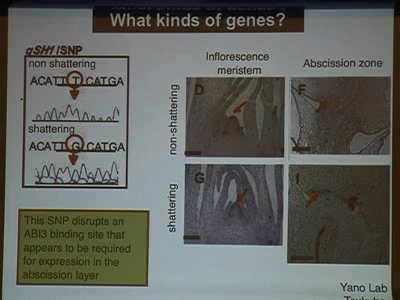 What kinds of genes?
qSH1/SNP
non shattering
ACATT T CATGA
shattering
ACATT G CATGA
This SNP disrupts an
ABI3 binding site that
appears to be required
for expression in the
abscission layer
Inflorescence
meristem
Abscission zone
non-shattering
D
F
shattering
G
I
Yano Lab